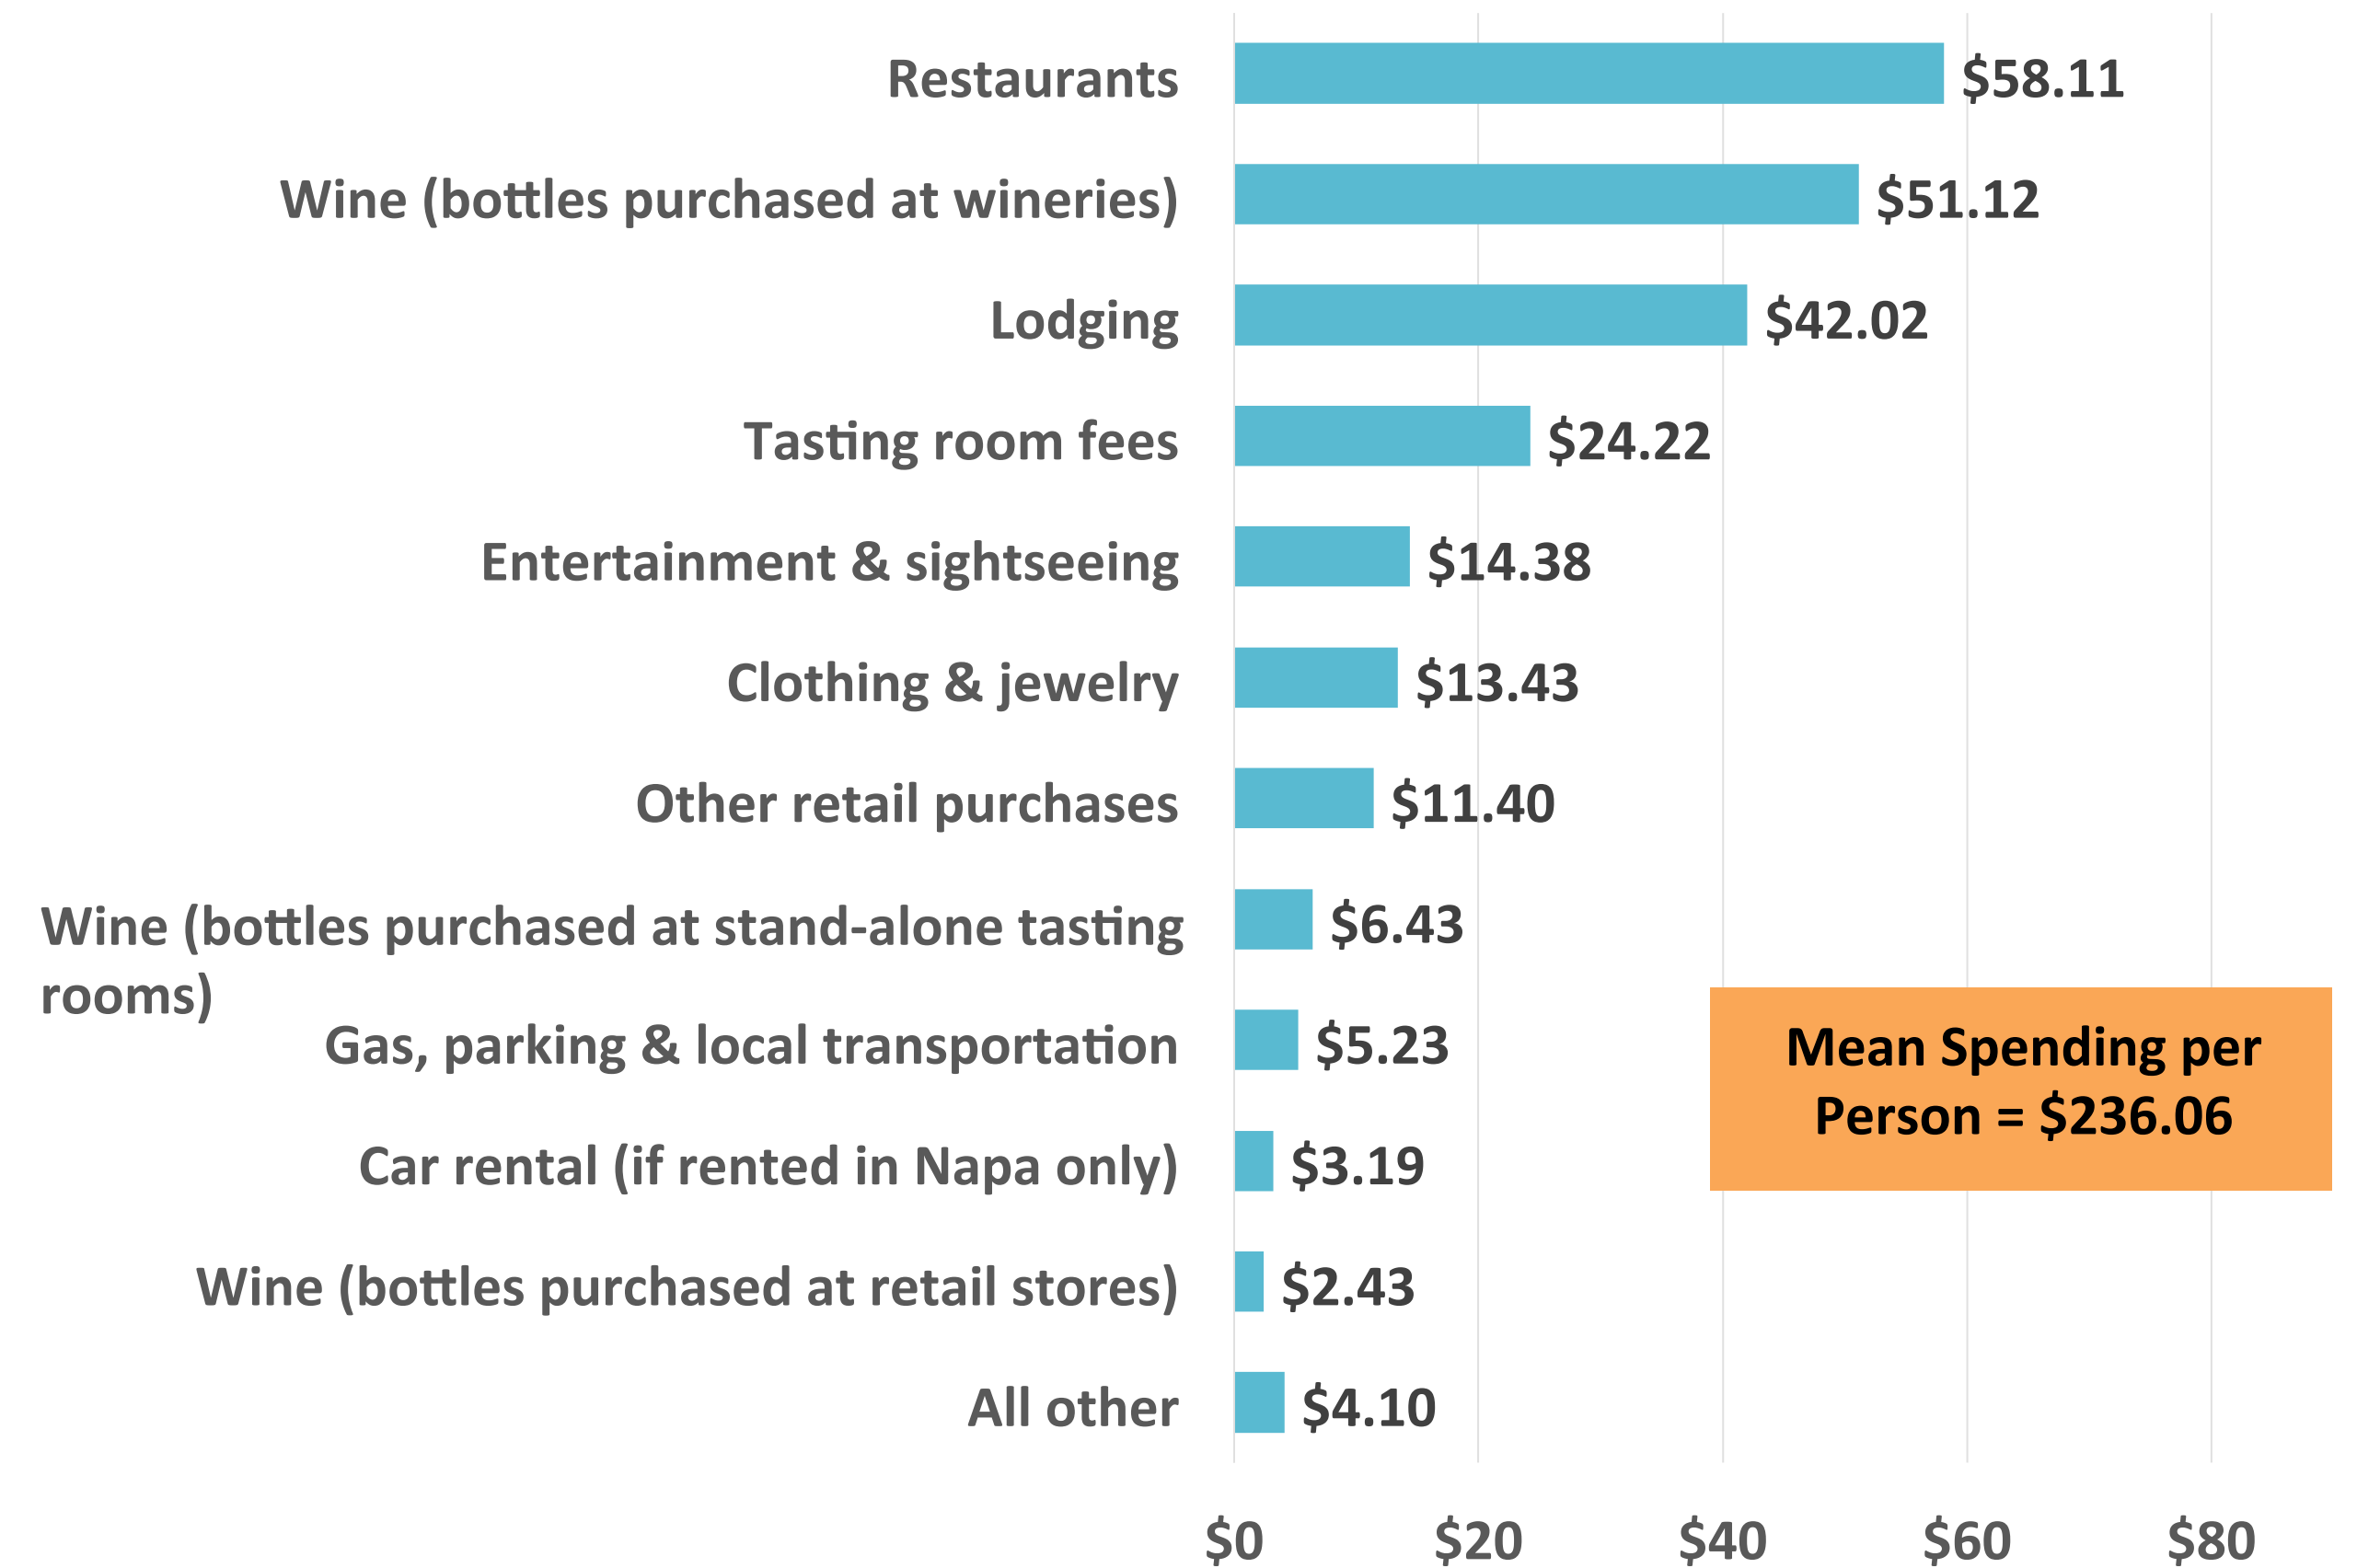 Restaurants $58.11
Wine (bottles purchased at wineries) $51.12
Lodging $42.02
Tasting room fees $24.22
Entertainment & sightseeing $14.38
Clothing & jewelry $13.43
Other retail purchases $11.40
Wine (bottles purchased at stand-alone tasting $6.43
rooms)
Gas, parking & local transportation $5.23
Mean Spending per
Person = $236.06
Car rental (if rented in Napa only) $3.19
Wine (bottles purchased at retail stores) $2.43
All other $4.10
$0 $20 $40 $60 $80